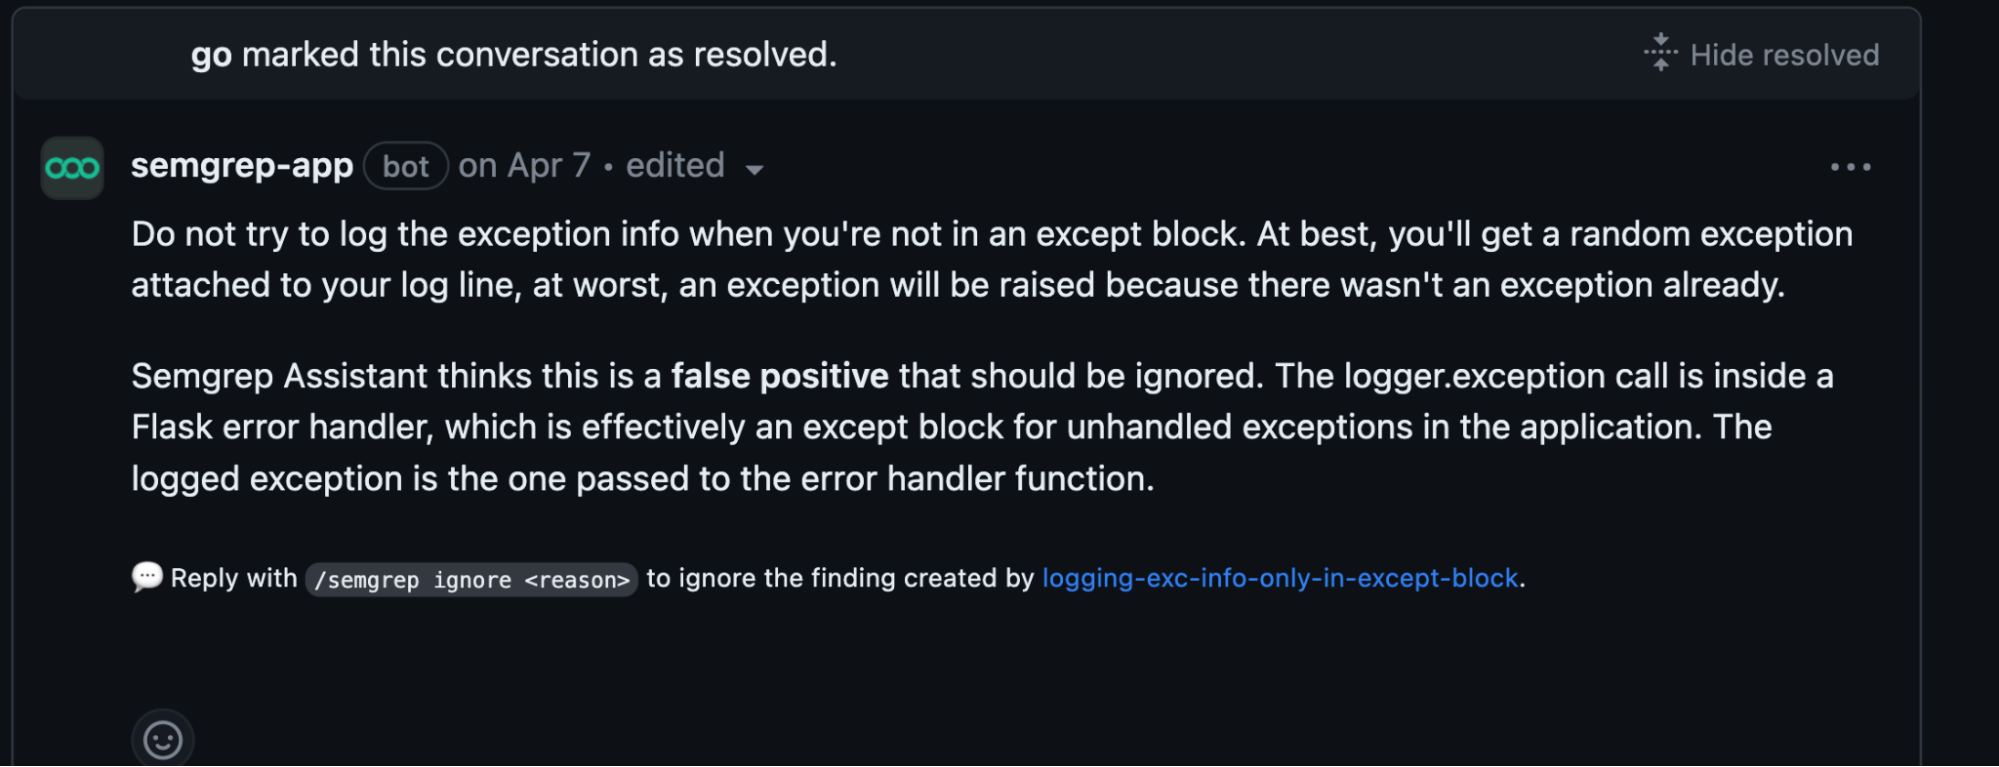 go marked this conversation as resolved.
Hide resolved
semgrep-app bot on Apr 7 • edited
Do not try to log the exception info when you're not in an except block. At best, you'll get a random exception
attached to your log line, at worst, an exception will be raised because there wasn't an exception already.
Semgrep Assistant thinks this is a false positive that should be ignored. The logger.exception call is inside a
Flask error handler, which is effectively an except block for unhandled exceptions in the application. The
logged exception is the one passed to the error handler function.
Reply with /semgrep ignore <reason> to ignore the finding created by logging-exc-info-only-in-except-block.